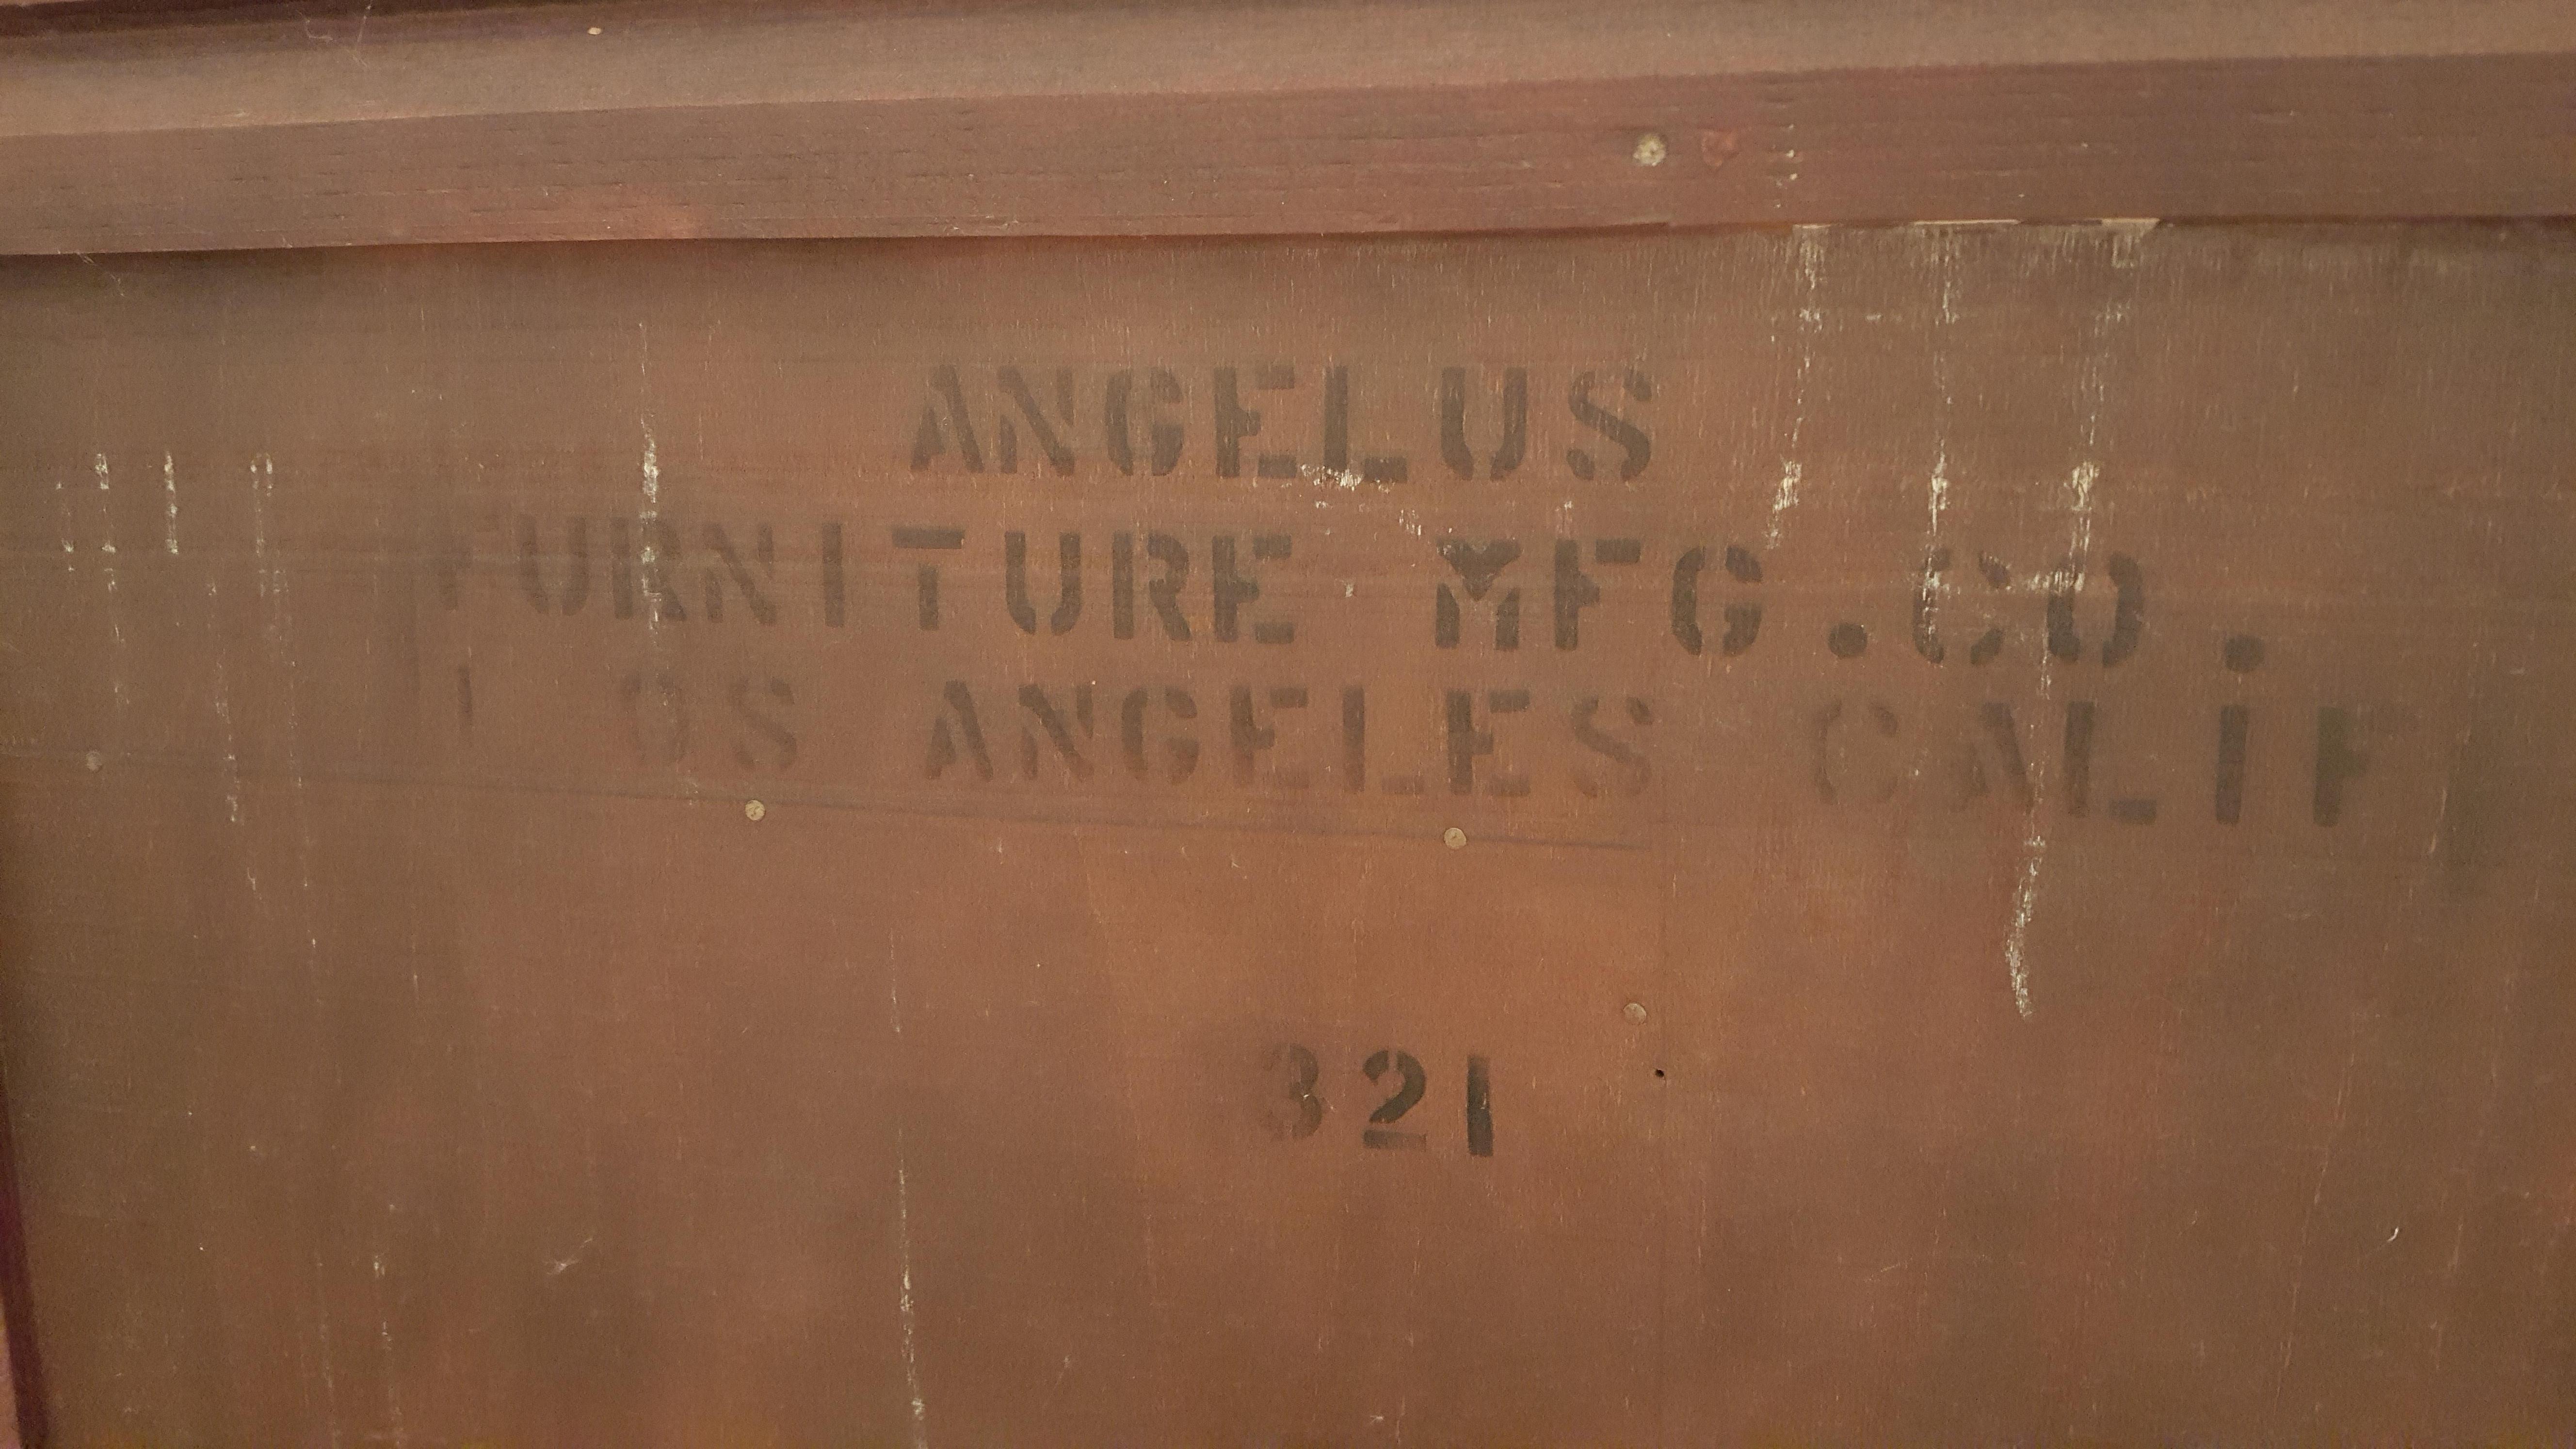 ANGELUS
FURNITURE MFG.CO.
LOS ANGELES CALIF
321